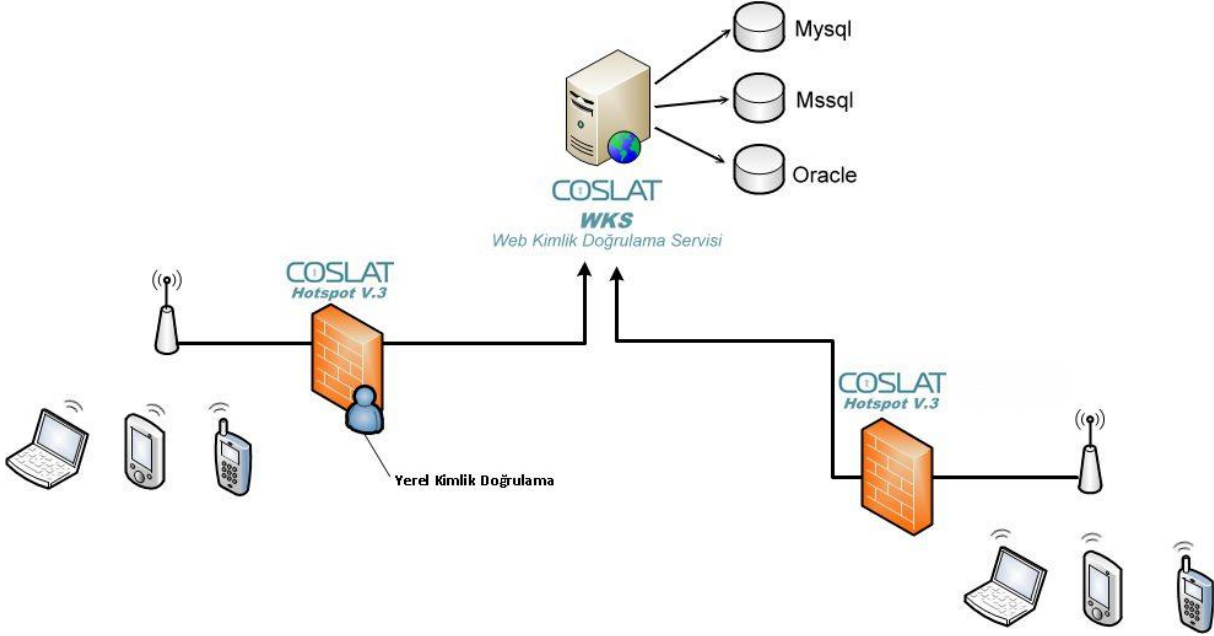 Mysql
Mssql
Oracle
COSLAT
WKS
Web Kimlik Doğrulama Servisi
COSLAT
Hotspot V.3
Yerel Kimlik Doğrulama
COSLAT
Hotspot V.3